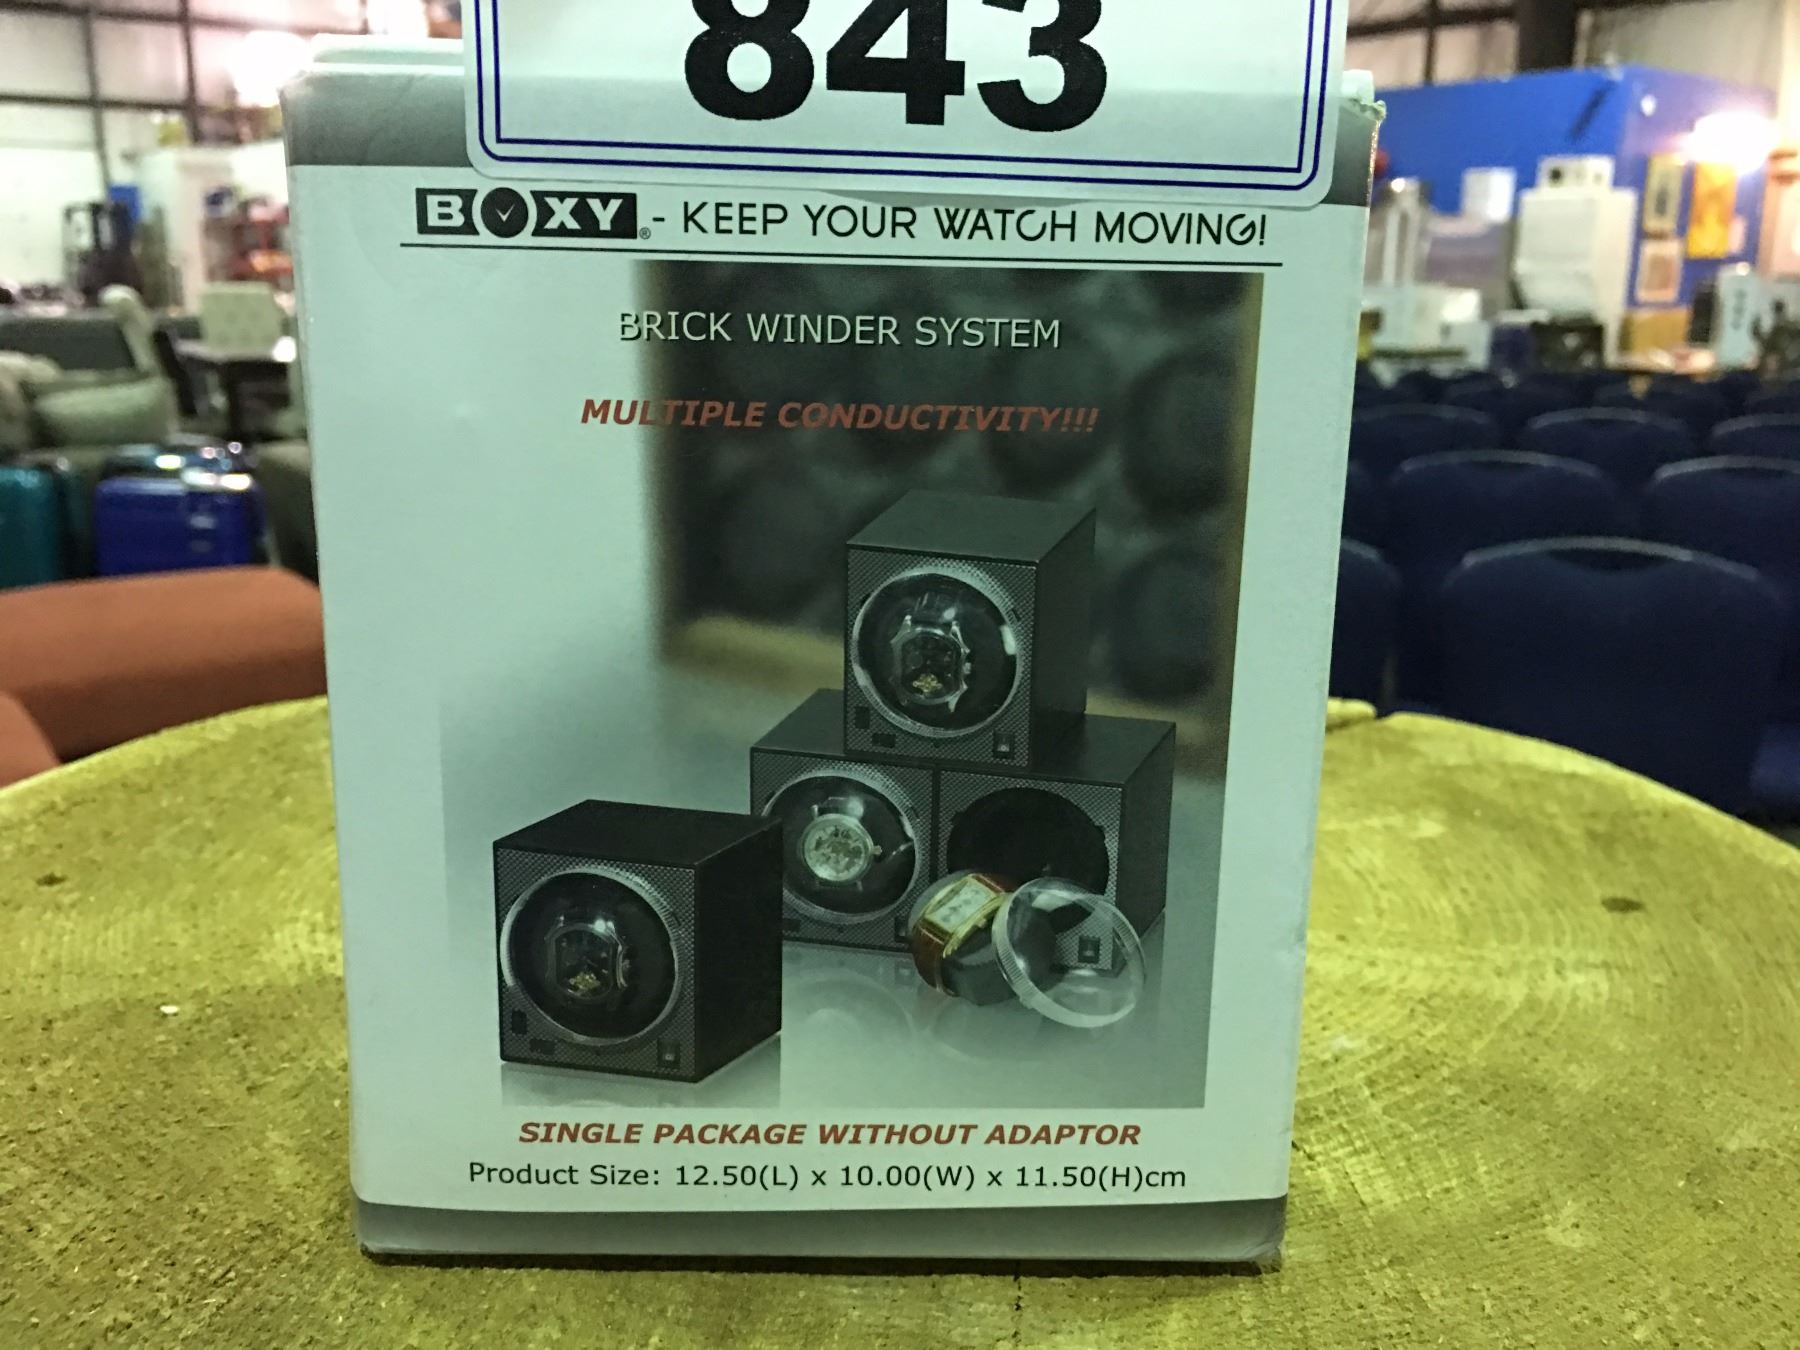 843
BOXY® - KEEP YOUR WATCH MOVING!
BRICK WINDER SYSTEM
MULTIPLE CONDUCTIVITY!!!
SINGLE PACKAGE WITHOUT ADAPTOR
Product Size: 12.50(L) x 10.00(W) x 11.50(H)cm